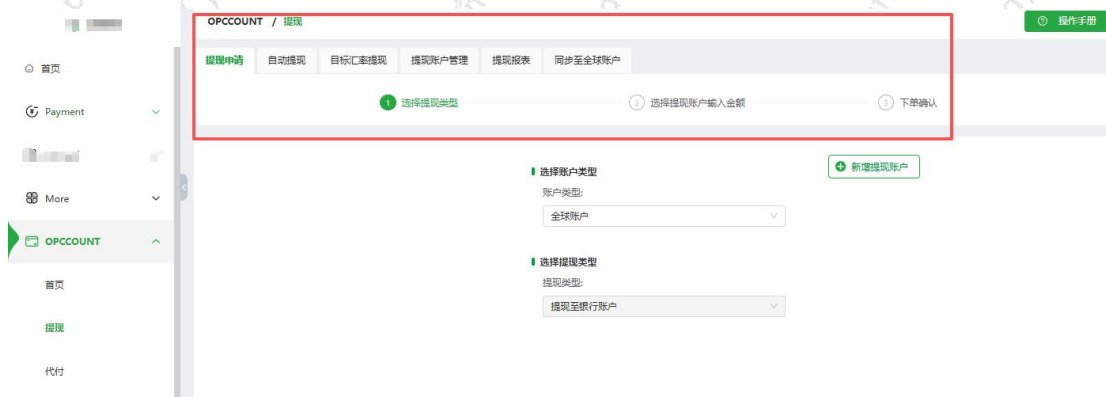 OPCCOUNT / 提现
操作手册
提现申请 自动提现 目标汇率提现 提现账户管理 提现报表 同步至全球账户
1 选择提现类型 2 选择提现账户输入金额 3 下单确认
首页
Payment
More
OPCCOUNT
首页
提现
代付
选择账户类型
新增提现账户
账户类型:
全球账户
选择提现类型
提现类型:
提现至银行账户